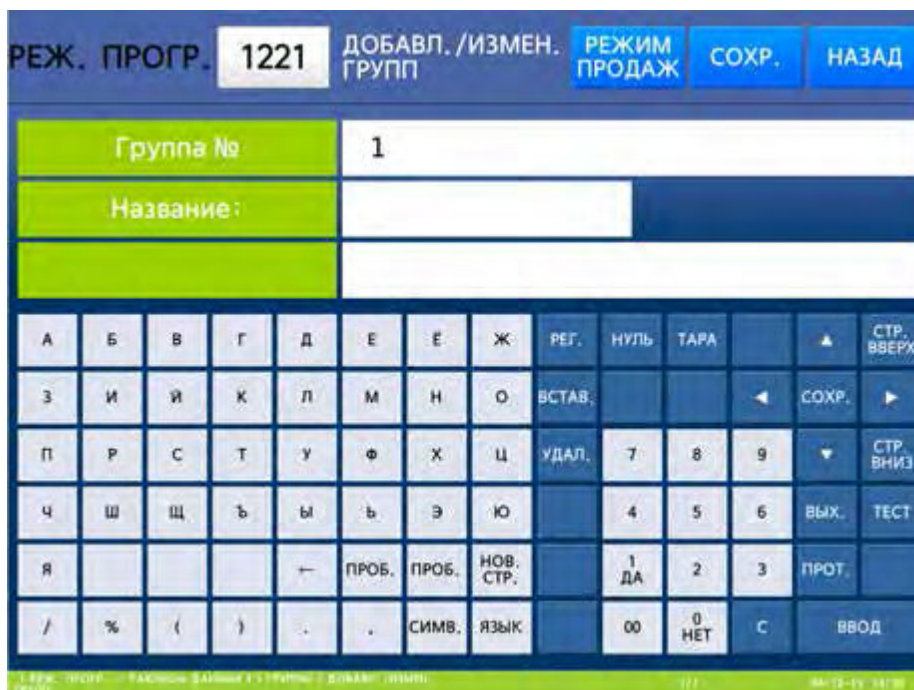 РЕЖ. ПРОГР. 1221 ДОБАВЛ./ИЗМЕН. ГРУПП РЕЖИМ ПРОДАЖ СОХР. НАЗАД
Группа № 1
Название:
А Б В Г Д Е Ё Ж РЕГ. НУЛЬ ТАРА ▲ СТР. ВВЕРХ
З И Й К Л М Н О ВСТАВ. ◀ СОХР. ▶
П Р С Т У Ф Х Ц УДАЛ. 7 8 9 ▼ СТР. ВНИЗ
Ч Ш Щ Ъ Ы Ь Э Ю 4 5 6 ВЫХ. ТЕСТ
Я ← ПРОБ. ПРОБ. НОВ. СТР. 1 ДА 2 3 ПРОТ.
/ % ( ) . , СИМВ. ЯЗЫК 00 0 НЕТ С ВВОД